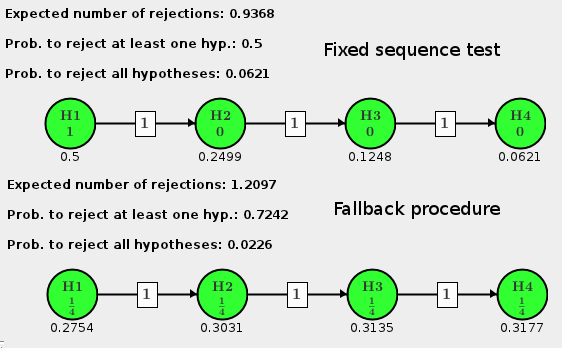 Expected number of rejections: 0.9368
Prob. to reject at least one hyp.: 0.5
Fixed sequence test
Prob. to reject all hypotheses: 0.0621
H1 1 H2 1 H3 1 H4
1 0 0 0
0.5 0.2499 0.1248 0.0621
Expected number of rejections: 1.2097
Prob. to reject at least one hyp.: 0.7242
Fallback procedure
Prob. to reject all hypotheses: 0.0226
H1 1 H2 1 H3 1 H4
1/4 1/4 1/4 1/4
0.2754 0.3031 0.3135 0.3177